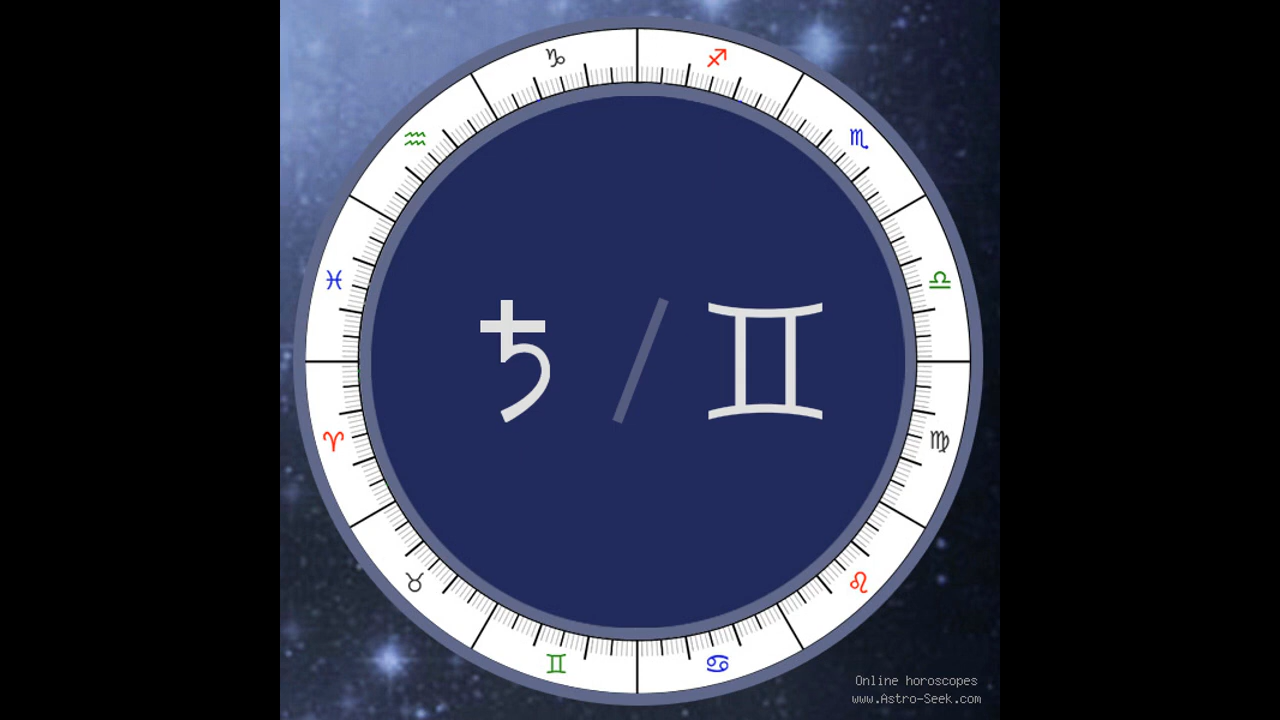 ♑ ♐
♒ ♏
♓ ♎
♄ / ♊
♈ ♍
♉ ♌
♊ ♋
Online horoscopes
www.Astro-Seek.com